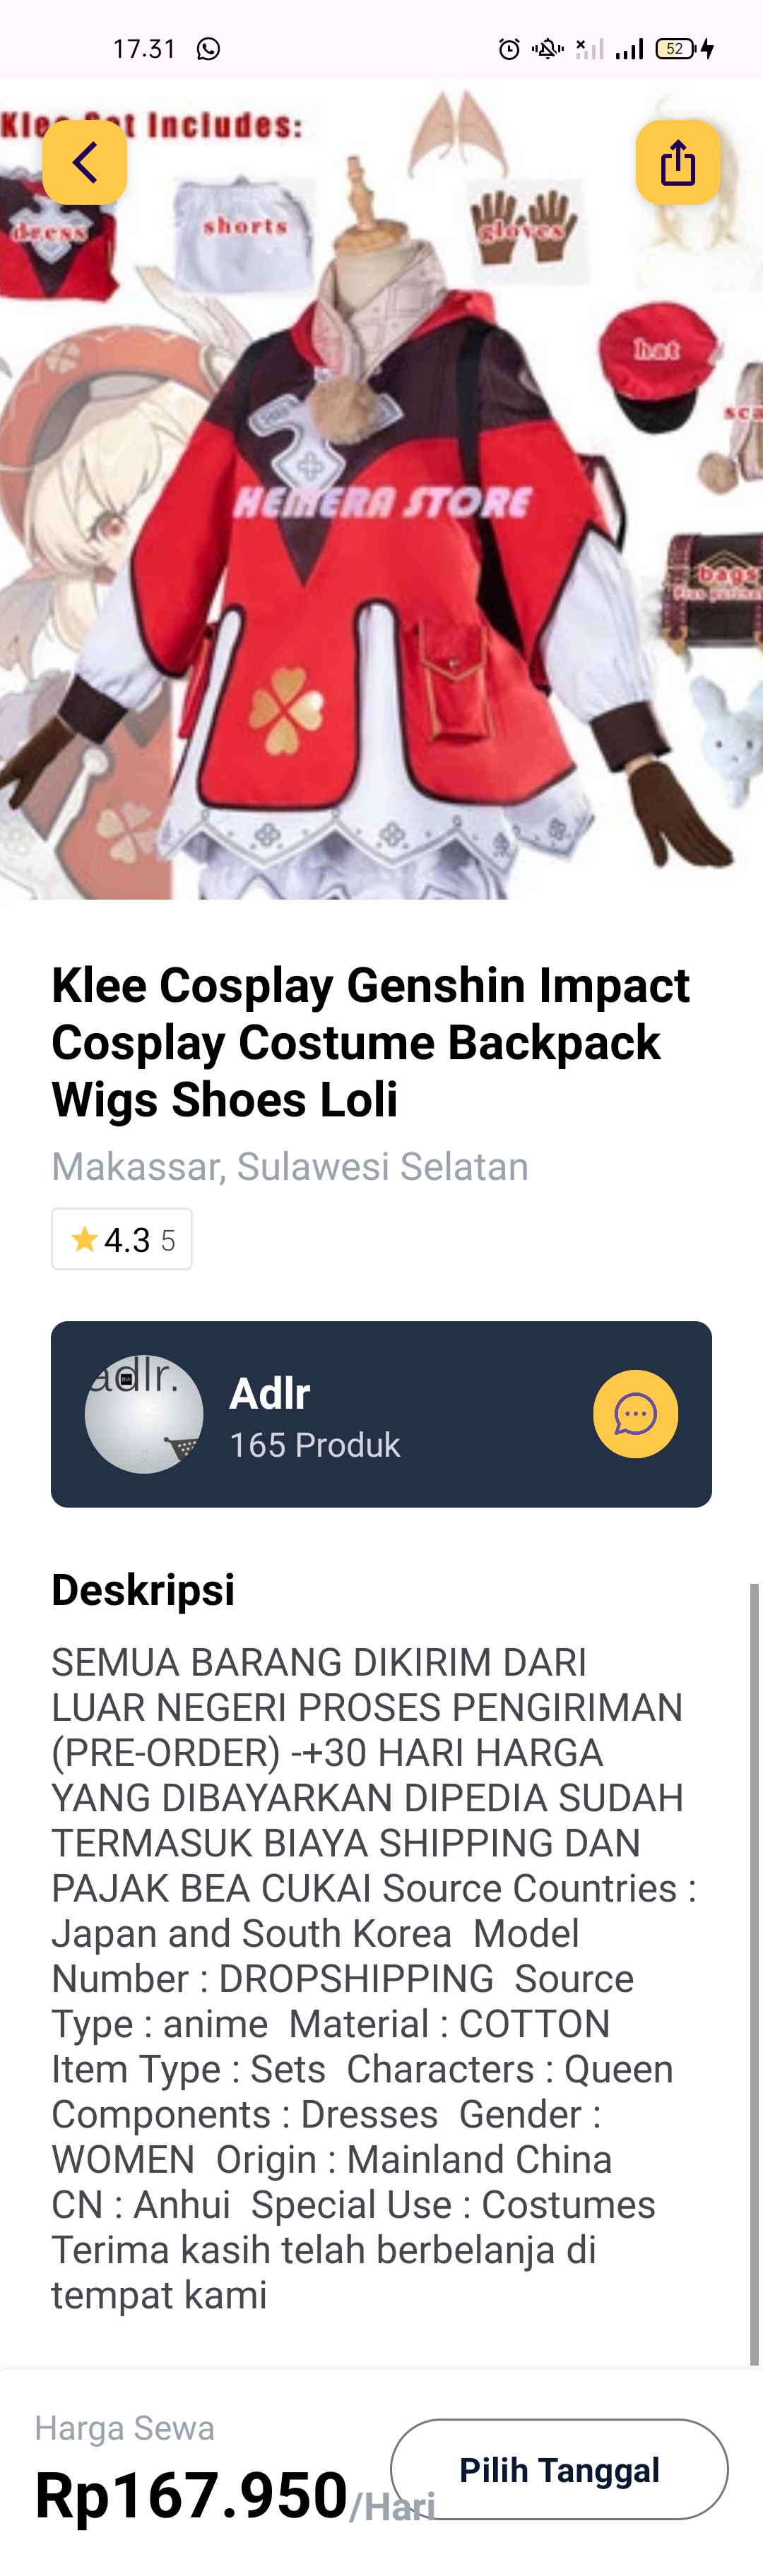 17.31
52
Klee Set Includes:
dress
shorts
gloves
hat
bags
HEMERA STORE
Klee Cosplay Genshin Impact
Cosplay Costume Backpack
Wigs Shoes Loli
Makassar, Sulawesi Selatan
4.3 5
adlr.
Adlr
165 Produk
Deskripsi
SEMUA BARANG DIKIRIM DARI
LUAR NEGERI PROSES PENGIRIMAN
(PRE-ORDER) -+30 HARI HARGA
YANG DIBAYARKAN DIPEDIA SUDAH
TERMASUK BIAYA SHIPPING DAN
PAJAK BEA CUKAI Source Countries :
Japan and South Korea  Model
Number : DROPSHIPPING  Source
Type : anime  Material : COTTON
Item Type : Sets  Characters : Queen
Components : Dresses  Gender :
WOMEN  Origin : Mainland China
CN : Anhui  Special Use : Costumes
Terima kasih telah berbelanja di
tempat kami
Harga Sewa
Rp167.950/Hari
Pilih Tanggal